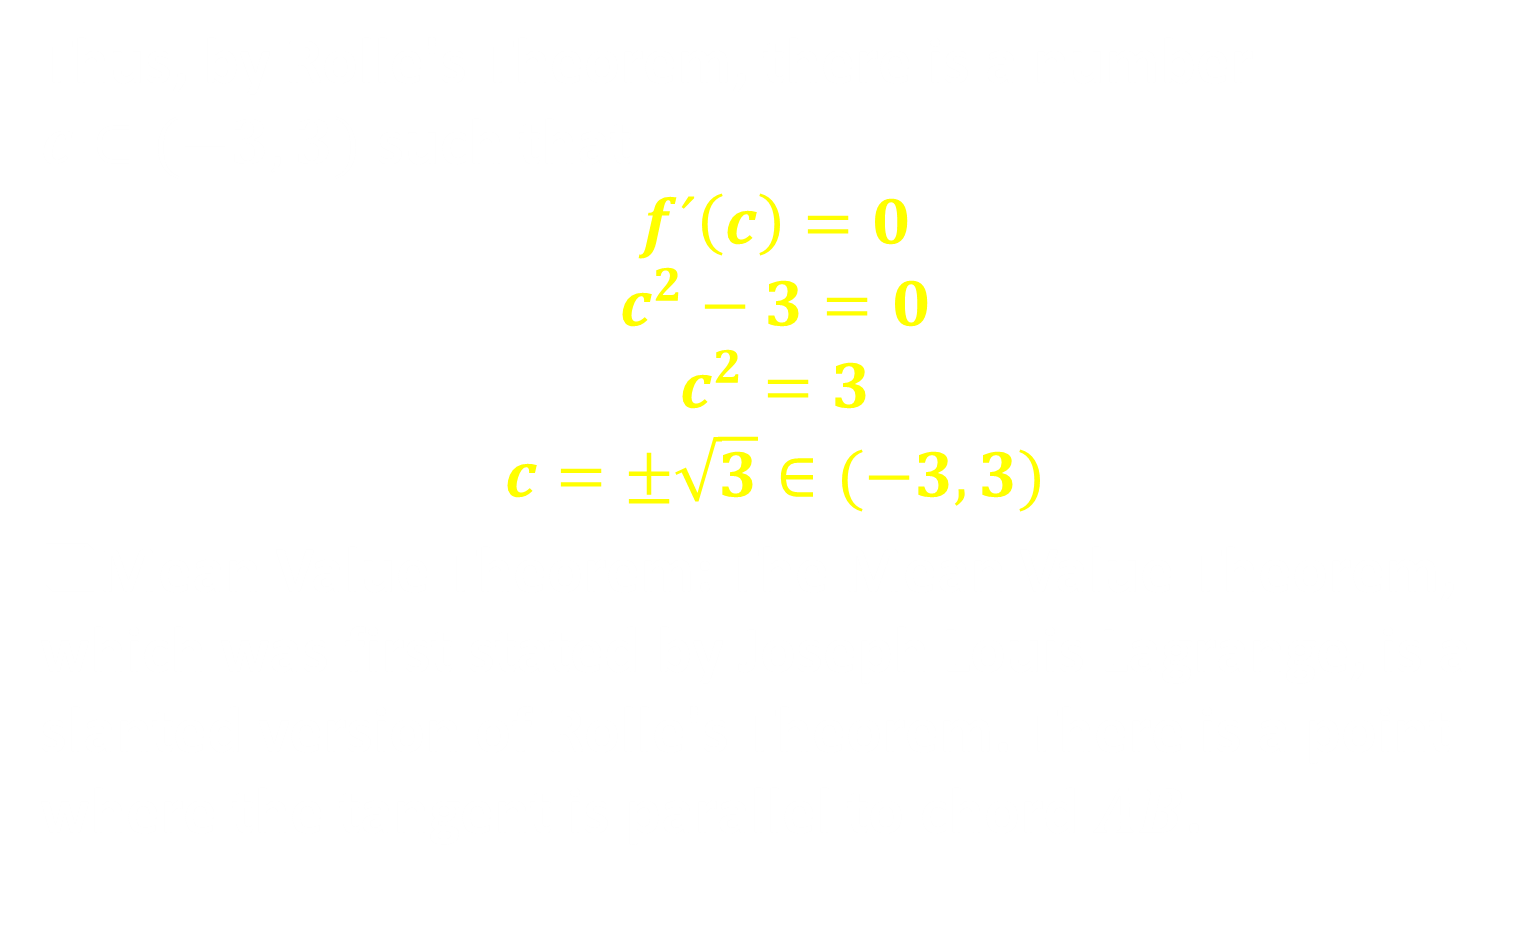 f′(c) = 0
c² − 3 = 0
c² = 3
c = ±√3 ∈ (−3, 3)